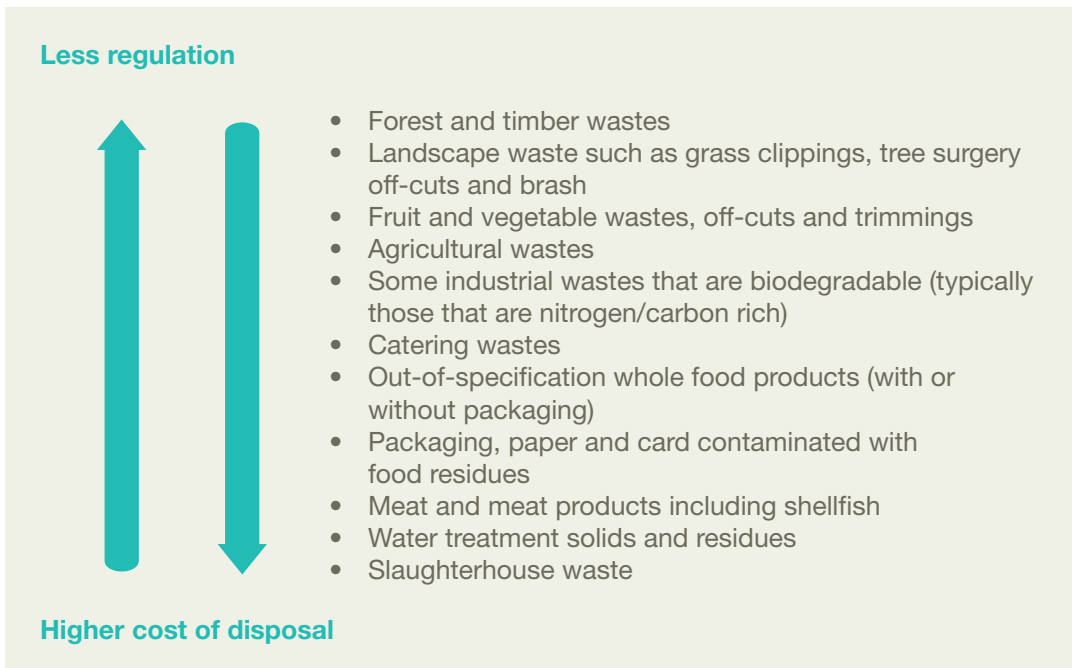 Less regulation
• Forest and timber wastes
• Landscape waste such as grass clippings, tree surgery
off-cuts and brash
• Fruit and vegetable wastes, off-cuts and trimmings
• Agricultural wastes
• Some industrial wastes that are biodegradable (typically
those that are nitrogen/carbon rich)
• Catering wastes
• Out-of-specification whole food products (with or
without packaging)
• Packaging, paper and card contaminated with
food residues
• Meat and meat products including shellfish
• Water treatment solids and residues
• Slaughterhouse waste
Higher cost of disposal